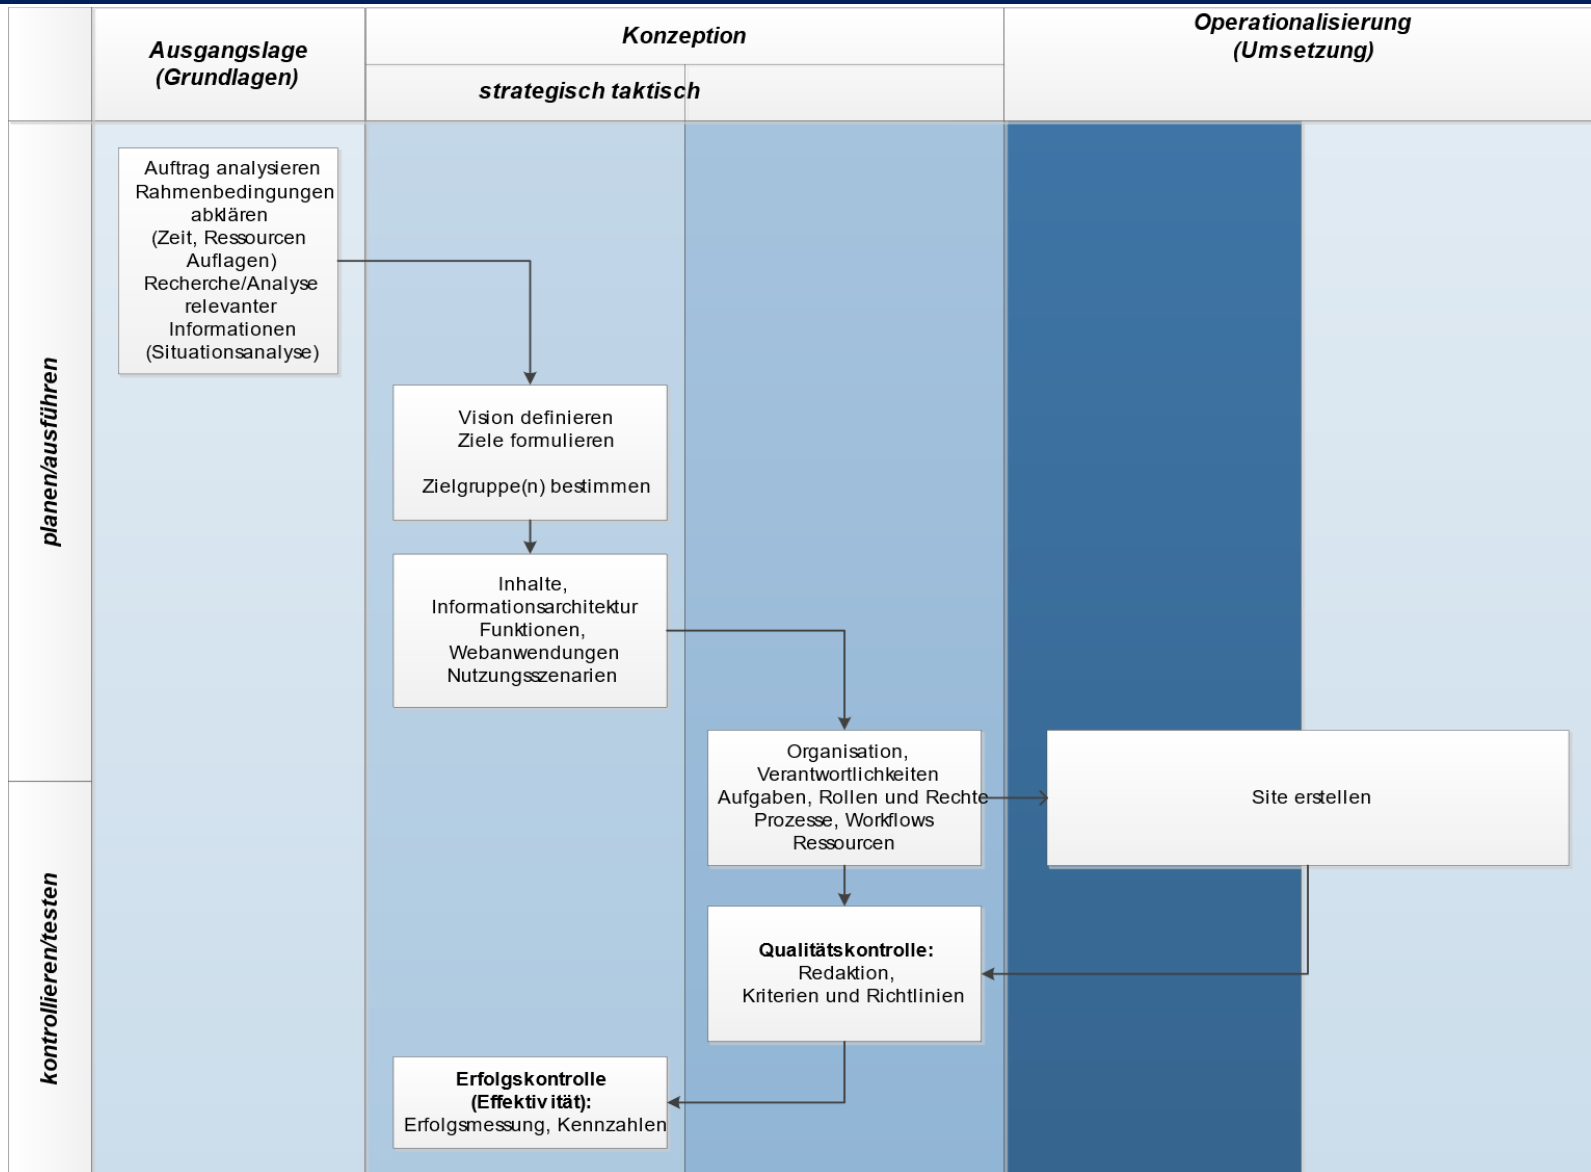 Ausgangslage
(Grundlagen)
Konzeption
strategisch taktisch
Operationalisierung
(Umsetzung)
planen/ausführen
Auftrag analysieren
Rahmenbedingungen
abklären
(Zeit, Ressourcen
Auflagen)
Recherche/Analyse
relevanter
Informationen
(Situationsanalyse)
Vision definieren
Ziele formulieren
Zielgruppe(n) bestimmen
Inhalte,
Informationsarchitektur
Funktionen,
Webanwendungen
Nutzungsszenarien
Organisation,
Verantwortlichkeiten
Aufgaben, Rollen und Rechte
Prozesse, Workflows
Ressourcen
Site erstellen
kontrollieren/testen
Qualitätskontrolle:
Redaktion,
Kriterien und Richtlinien
Erfolgskontrolle
(Effektivität):
Erfolgsmessung, Kennzahlen